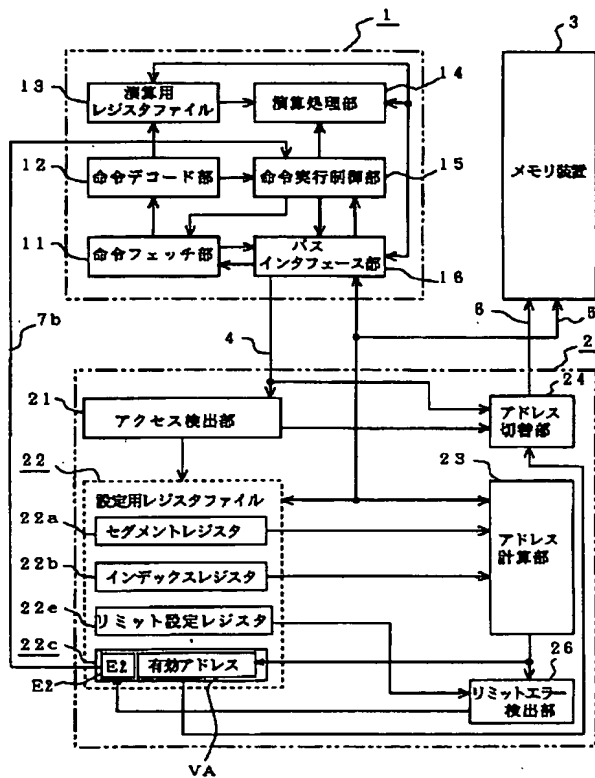 1
3
13
演算用
レジスタファイル
演算処理部
14
12
命令デコード部
命令実行制御部
15
メモリ装置
11
命令フェッチ部
バス
インタフェース部
16
7b
4
6
5
2
21
アクセス検出部
24
アドレス
切替部
22
設定用レジスタファイル
23
22a
セグメントレジスタ
アドレス
計算部
22b
インデックスレジスタ
22e
リミット設定レジスタ
22c
E2
有効アドレス
E2
26
リミットエラー
検出部
VA